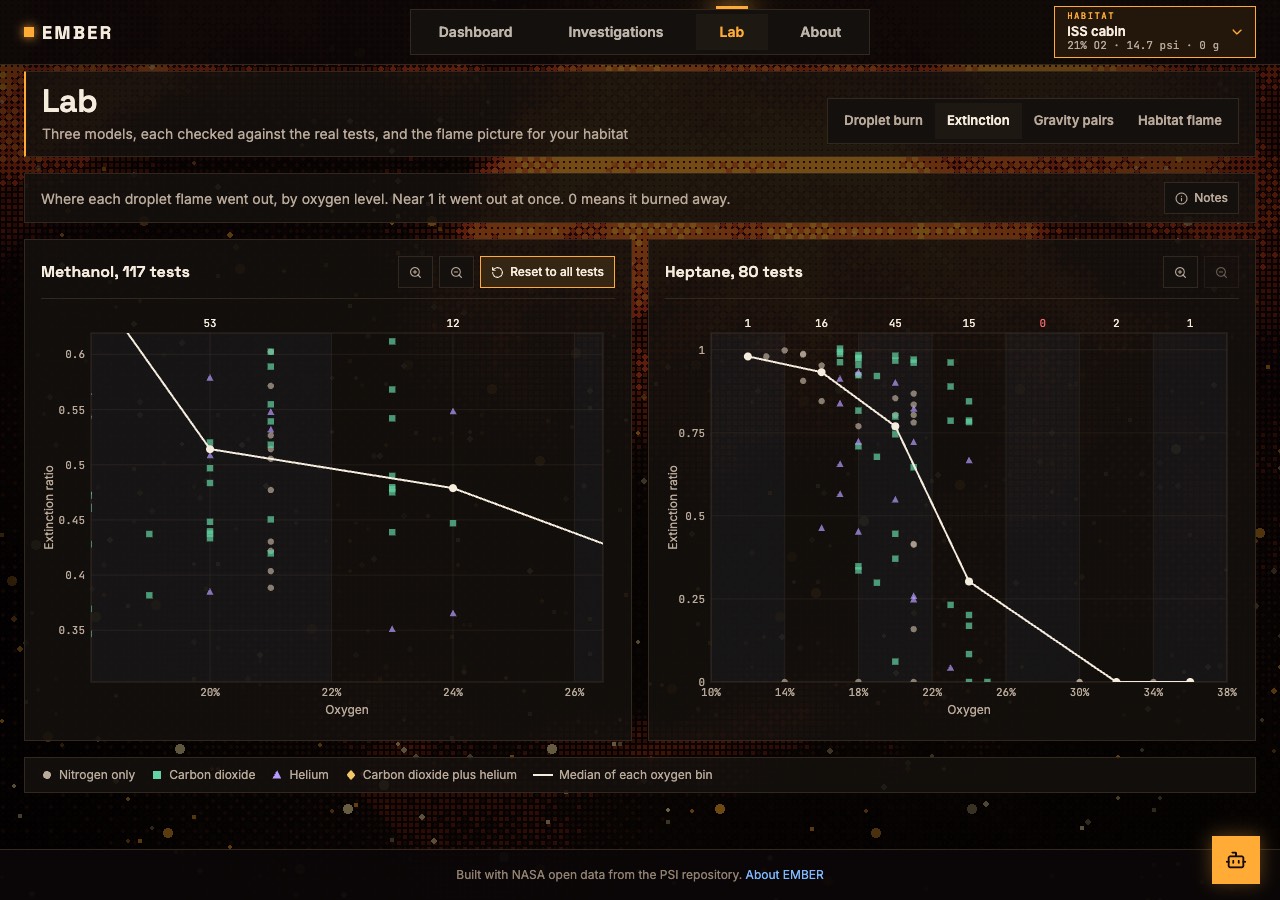 EMBER
Dashboard
Investigations
Lab
About
HABITAT
ISS cabin
21% O2 · 14.7 psi · 0 g
Lab
Three models, each checked against the real tests, and the flame picture for your habitat
Droplet burn
Extinction
Gravity pairs
Habitat flame
Where each droplet flame went out, by oxygen level. Near 1 it went out at once. 0 means it burned away.
Notes
Methanol, 117 tests
Reset to all tests
53
12
0.6
0.55
0.5
0.45
0.4
0.35
Extinction ratio
20%
22%
24%
26%
Oxygen
Heptane, 80 tests
1
16
45
15
0
2
1
1
0.75
0.5
0.25
0
Extinction ratio
10%
14%
18%
22%
26%
30%
34%
38%
Oxygen
Nitrogen only
Carbon dioxide
Helium
Carbon dioxide plus helium
Median of each oxygen bin
Built with NASA open data from the PSI repository. About EMBER